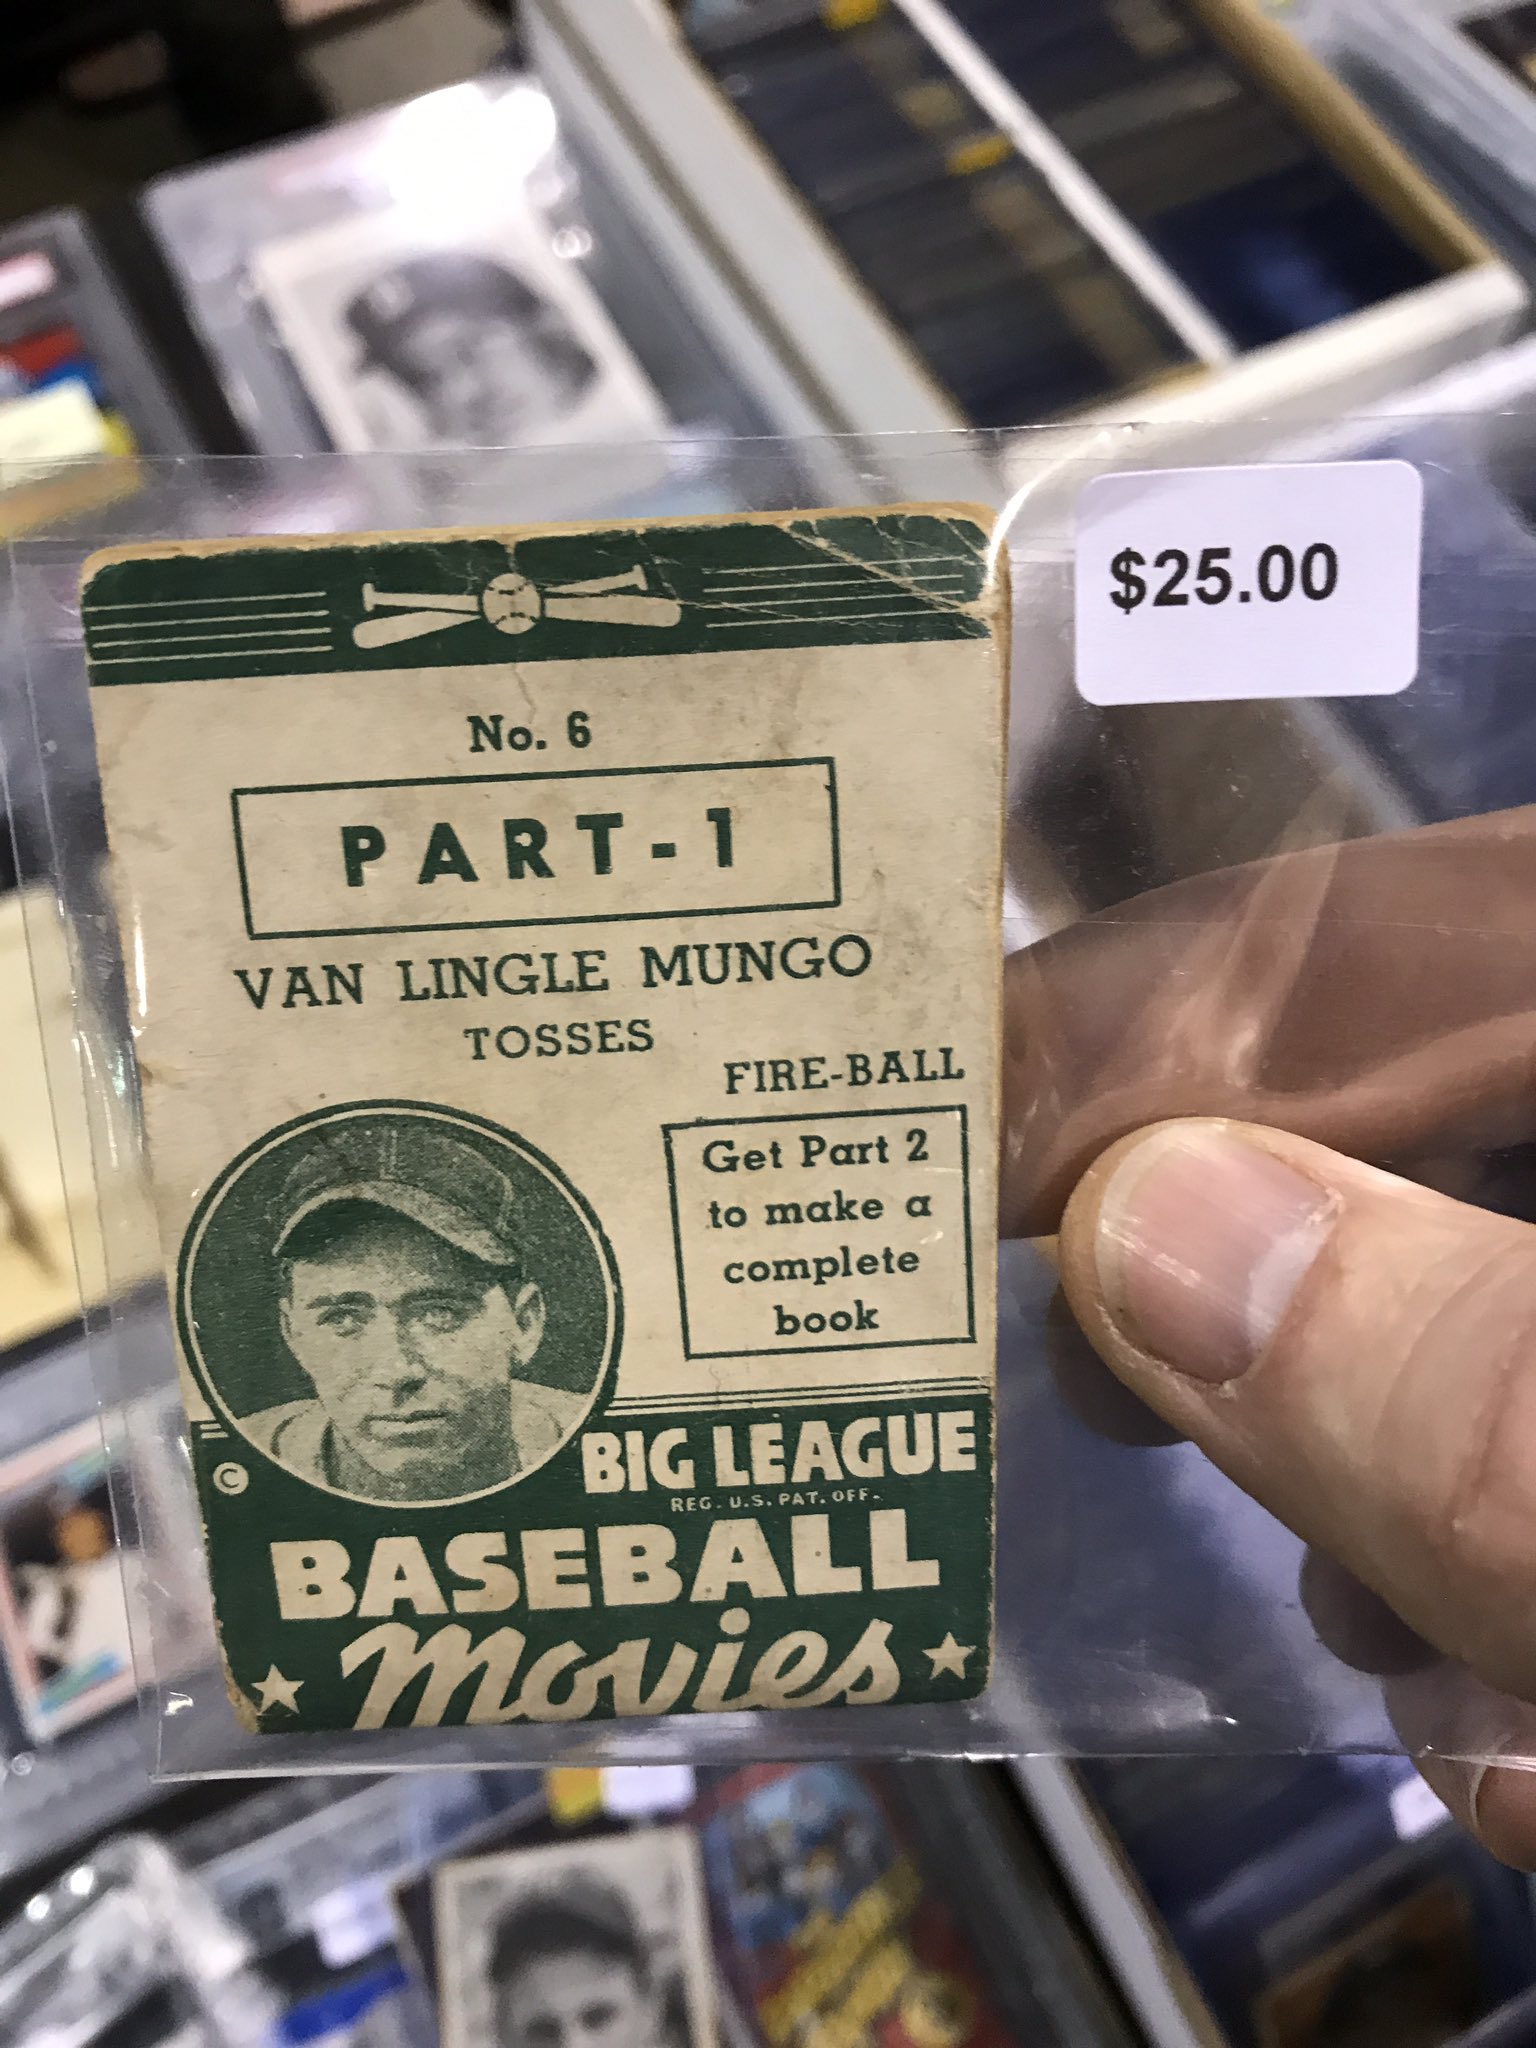 $25.00
No. 6
PART-1
VAN LINGLE MUNGO
TOSSES
FIRE-BALL
Get Part 2
to make a
complete
book
©
BIG LEAGUE
REG. U.S. PAT. OFF.
BASEBALL
Movies